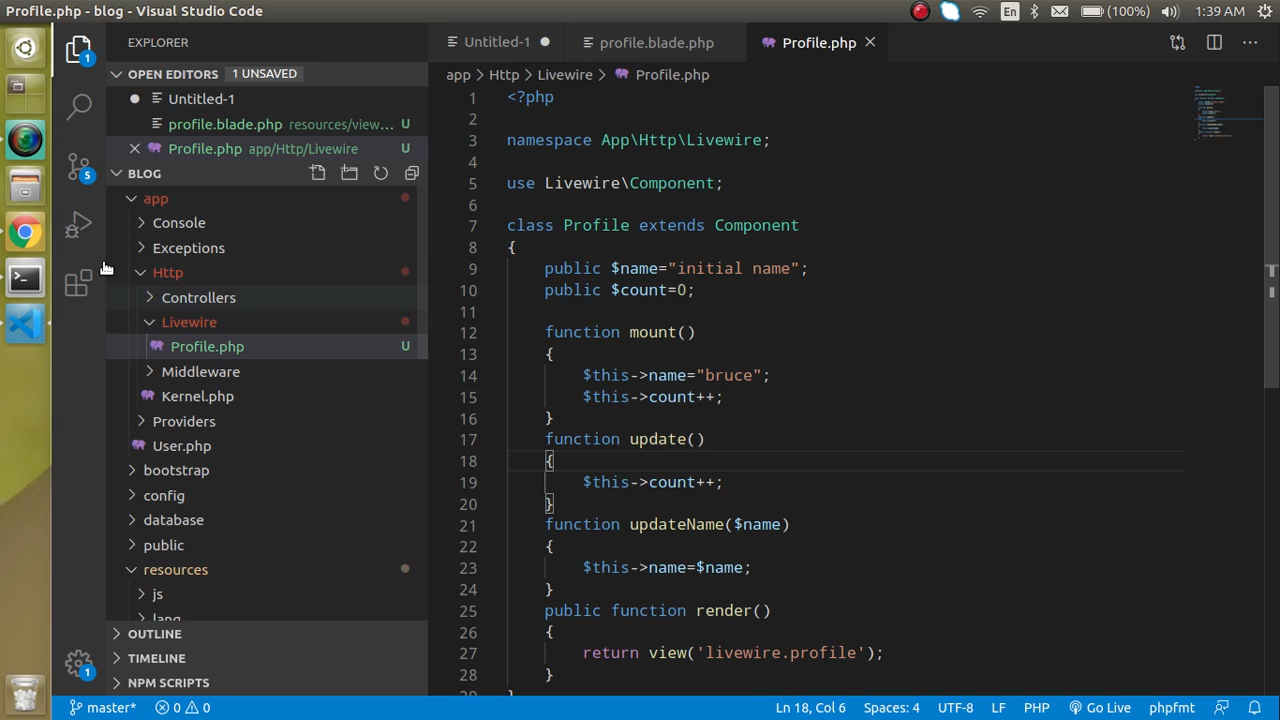 Profile.php - blog - Visual Studio Code
En
(100%)
1:39 AM
1
5
1
EXPLORER
OPEN EDITORS 1 UNSAVED
Untitled-1
profile.blade.php resources/view... U
Profile.php app/Http/Livewire U
BLOG
app
Console
Exceptions
Http
Controllers
Livewire
Profile.php U
Middleware
Kernel.php
Providers
User.php
bootstrap
config
database
public
resources
js
lang
OUTLINE
TIMELINE
NPM SCRIPTS
Untitled-1
profile.blade.php
Profile.php
app > Http > Livewire > Profile.php
1 <?php
2
3 namespace App\Http\Livewire;
4
5 use Livewire\Component;
6
7 class Profile extends Component
8 {
9 public $name="initial name";
10 public $count=0;
11
12 function mount()
13 {
14 $this->name="bruce";
15 $this->count++;
16 }
17 function update()
18 {
19 $this->count++;
20 }
21 function updateName($name)
22 {
23 $this->name=$name;
24 }
25 public function render()
26 {
27 return view('livewire.profile');
28 }
29 }
master* 0 0
Ln 18, Col 6 Spaces: 4 UTF-8 LF PHP Go Live phpfmt